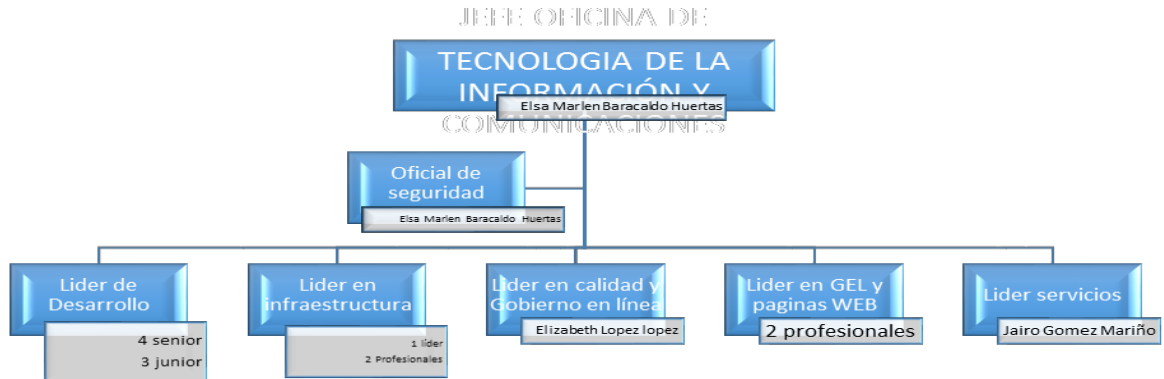 JEFE OFICINA DE
TECNOLOGIA DE LA
INFORMACIÓN Y
COMUNICACIONES
Elsa Marlen Baracaldo Huertas
Oficial de
seguridad
Elsa Marlen Baracaldo Huertas
Lider de
Desarrollo
4 senior
3 junior
Lider en
infraestructura
1 líder
2 Profesionales
Lider en calidad y
Gobierno en línea
Elizabeth Lopez lopez
Lider en GEL y
paginas WEB
2 profesionales
Lider servicios
Jairo Gomez Mariño